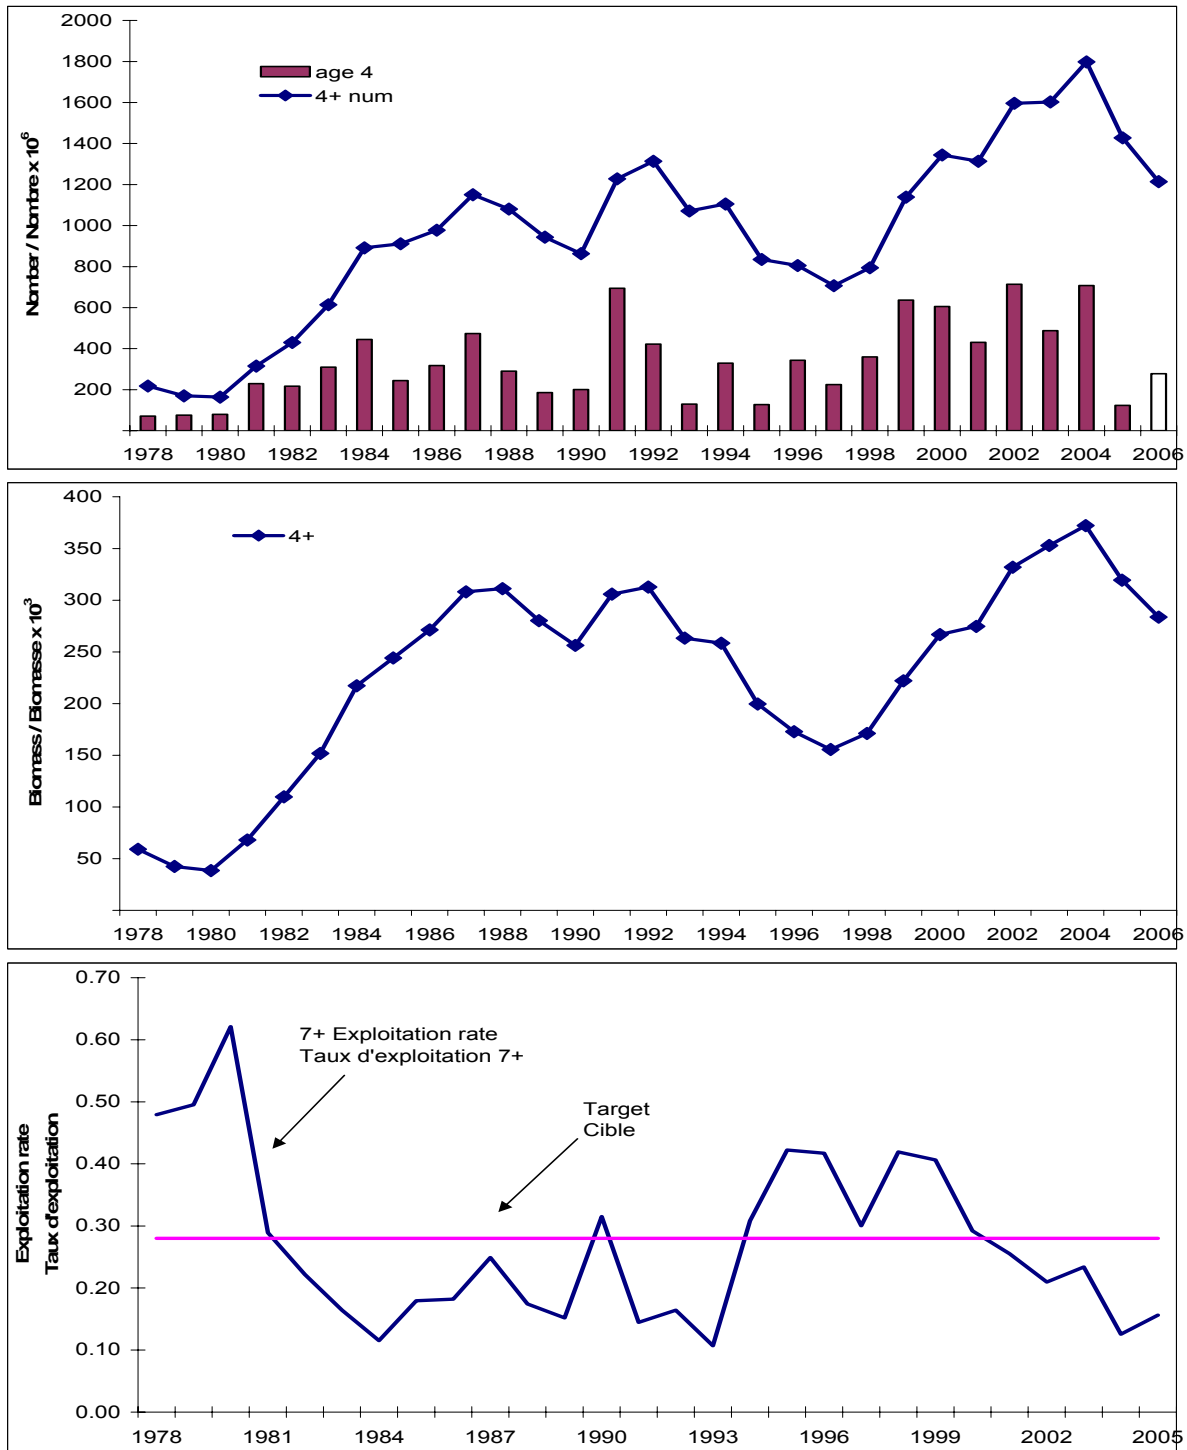 2000
1800
1600
1400
1200
1000
800
600
400
200
Number / Nombre x 10⁶
age 4
4+ num
1978 1980 1982 1984 1986 1988 1990 1992 1994 1996 1998 2000 2002 2004 2006
400
350
300
250
200
150
100
50
Biomass / Biomasse x 10³
4+
1978 1980 1982 1984 1986 1988 1990 1992 1994 1996 1998 2000 2002 2004 2006
0.70
0.60
0.50
0.40
0.30
0.20
0.10
0.00
Exploitation rate
Taux d'exploitation
7+ Exploitation rate
Taux d'exploitation 7+
Target
Cible
1978 1981 1984 1987 1990 1993 1996 1999 2002 2005